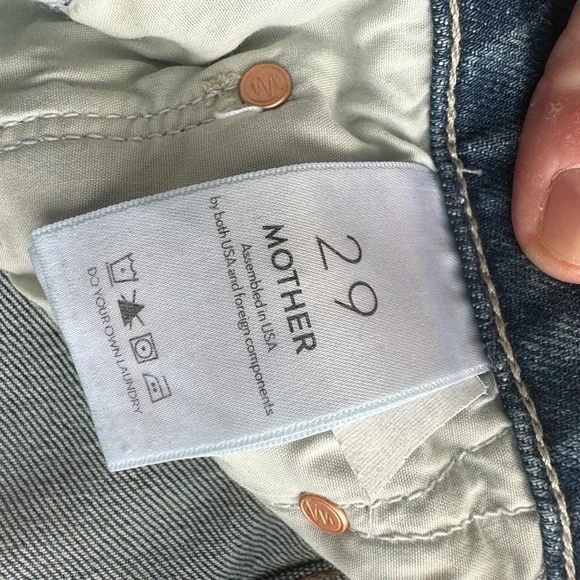 29
MOTHER
Assembled in USA
by both USA and foreign components
DO YOUR OWN LAUNDRY